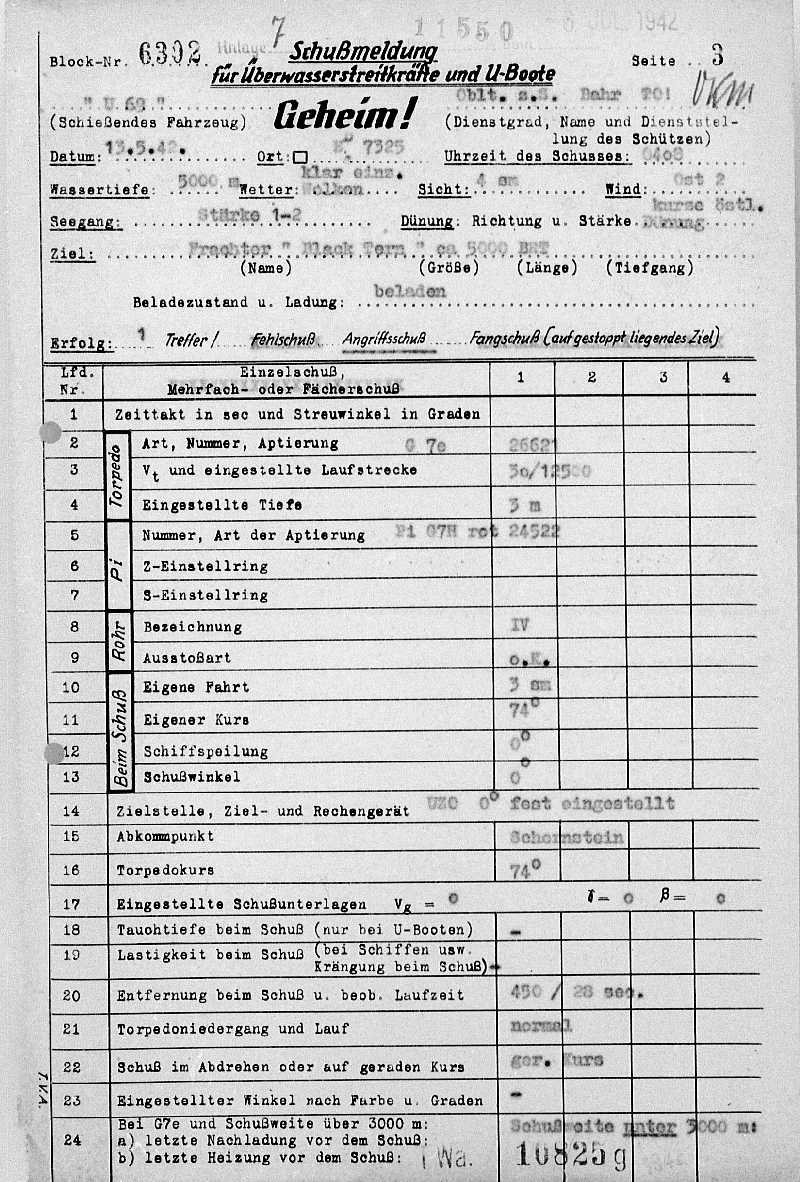 7 11550 JUL. 1942
Block-Nr. 6302 Anlage Schußmeldung Seite 3
für Überwasserstreitkräfte und U-Boote
" U 69 " Geheim! Oblt. z.S. Bahr TO! OKM
(Schießendes Fahrzeug) (Dienstgrad, Name und Dienststel-
lung des Schützen)
Datum: 13.5.42. Ort: 7325 Uhrzeit des Schusses: 0408
Wassertiefe: 5000 m Wetter: klar einz. Wolken Sicht: 4 sm Wind: Ost 2
Seegang: Stärke 1-2 Dünung: Richtung u. Stärke. kurze östl. Dünung
Ziel: Frachter " Black Tern " ca 5000 BRT
(Name) (Größe) (Länge) (Tiefgang)
Beladezustand u. Ladung: beladen
Erfolg: 1 Treffer! Fehlschuß Angriffsschuß Fangschuß (auf gestoppt liegendes Ziel)
Lfd. Nr. Einzelschuß, Mehrfach- oder Fächerschuß 1 2 3 4
1 Zeittakt in sec und Streuwinkel in Graden
Torpedo
2 Art, Nummer, Aptierung G 7e 26621
3 Vt und eingestellte Laufstrecke 30/12500
4 Eingestellte Tiefe 3 m
Pi
5 Nummer, Art der Aptierung Pi G7H rot 24522
6 Z-Einstellring
7 S-Einstellring
Rohr
8 Bezeichnung IV
9 Ausstoßart o.K.
Beim Schuß
10 Eigene Fahrt 3 sm
11 Eigener Kurs 74°
12 Schiffspeilung 0°
13 Schußwinkel 0°
14 Zielstelle, Ziel- und Rechengerät UZO 0° fest eingestellt
15 Abkommpunkt Schornstein
16 Torpedokurs 74°
17 Eingestellte Schußunterlagen Vg = 0 γ= 0 β= 0
18 Tauchtiefe beim Schuß (nur bei U-Booten) -
19 Lastigkeit beim Schuß (bei Schiffen usw. Krängung beim Schuß) -
20 Entfernung beim Schuß u. beob. Laufzeit 450 / 28 sec.
21 Torpedoniedergang und Lauf normal
22 Schuß im Abdrehen oder auf geraden Kurs ger. Kurs
23 Eingestellter Winkel nach Farbe u. Graden -
T.V.A.
24 Bei G7e und Schußweite über 3000 m: Schußweite unter 3000 m:
a) letzte Nachladung vor dem Schuß:
b) letzte Heizung vor dem Schuß: Wa. 10825g